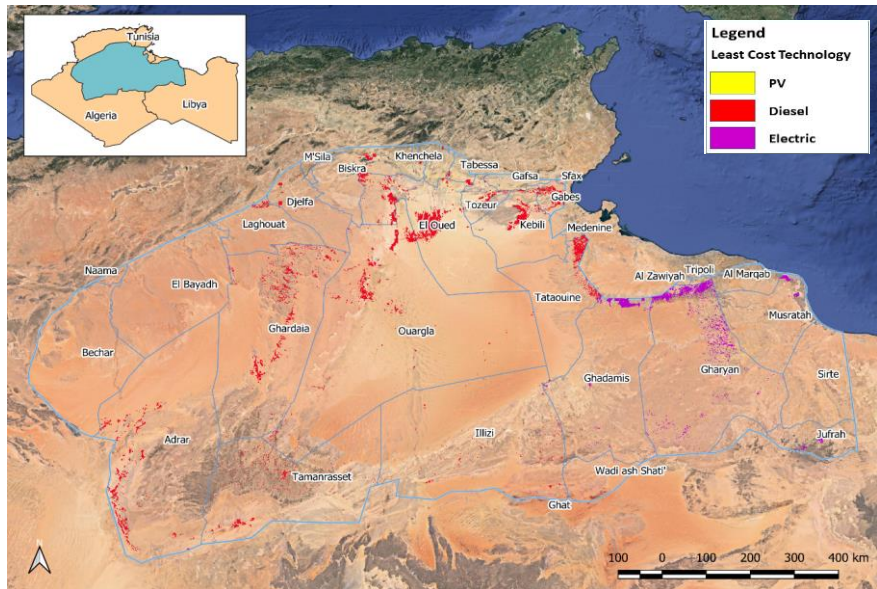 Tunisia
Algeria
Libya
Legend
Least Cost Technology
PV
Diesel
Electric
M'Sila
Khenchela
Biskra
Tabessa
Gafsa
Sfax
Djelfa
Tozeur
Gabes
Laghouat
El Oued
Kebili
Medenine
Naama
El Bayadh
Al Zawiyah
Tripoli
Al Marqab
Tataouine
Musratah
Ghardaia
Ouargla
Bechar
Ghadamis
Gharyan
Sirte
Adrar
Illizi
Jufrah
Tamanrasset
Wadi ash Shati'
Ghat
N
100 0 100 200 300 400 km